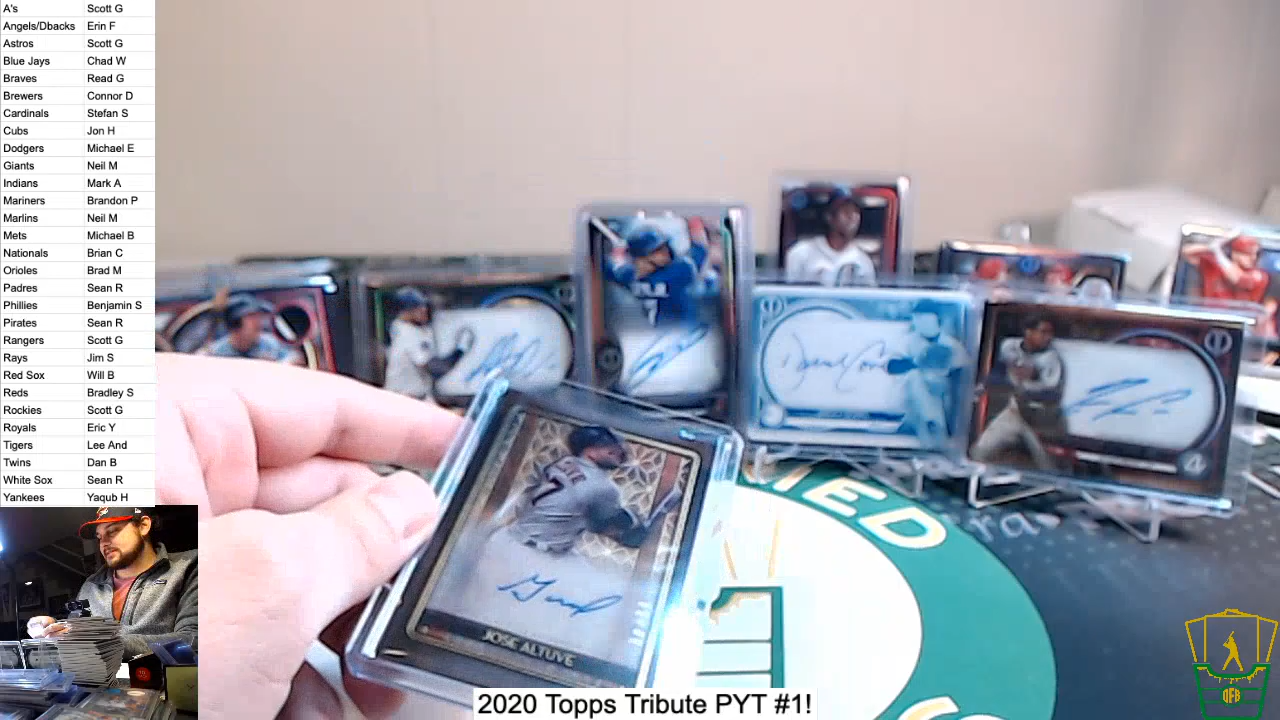 A's Scott G
Angels/Dbacks Erin F
Astros Scott G
Blue Jays Chad W
Braves Read G
Brewers Connor D
Cardinals Stefan S
Cubs Jon H
Dodgers Michael E
Giants Neil M
Indians Mark A
Mariners Brandon P
Marlins Neil M
Mets Michael B
Nationals Brian C
Orioles Brad M
Padres Sean R
Phillies Benjamin S
Pirates Sean R
Rangers Scott G
Rays Jim S
Red Sox Will B
Reds Bradley S
Rockies Scott G
Royals Eric Y
Tigers Lee And
Twins Dan B
White Sox Sean R
Yankees Yaqub H
7
JOSE ALTUVE
MED
2020 Topps Tribute PYT #1!